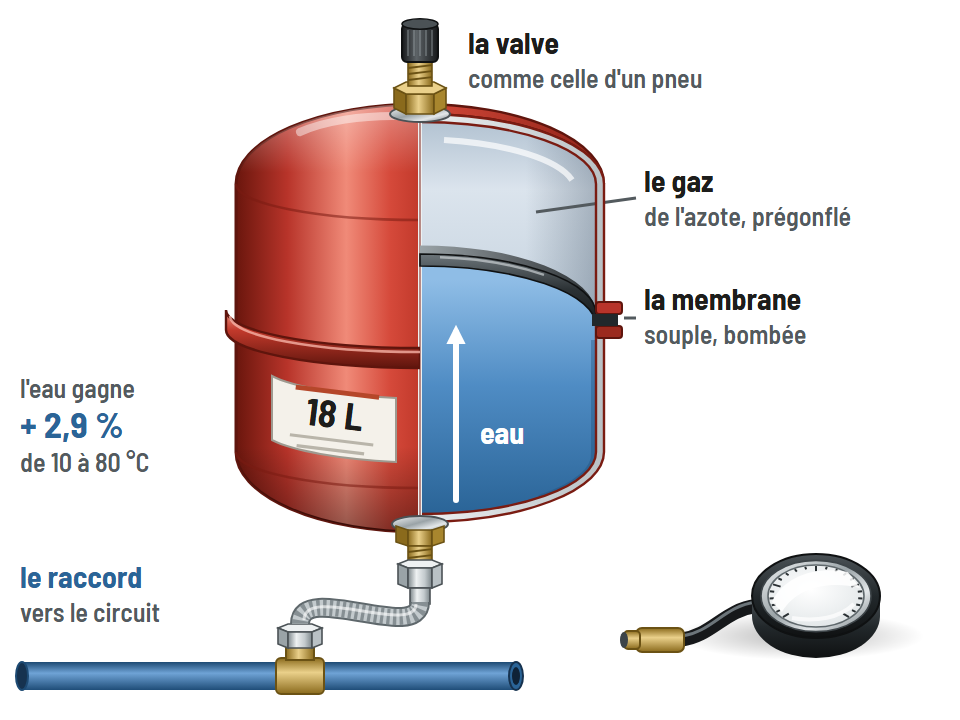 la valve
comme celle d'un pneu
le gaz
de l'azote, prégonflé
la membrane
souple, bombée
l'eau gagne
+ 2,9 %
de 10 à 80 °C
18 L
eau
le raccord
vers le circuit